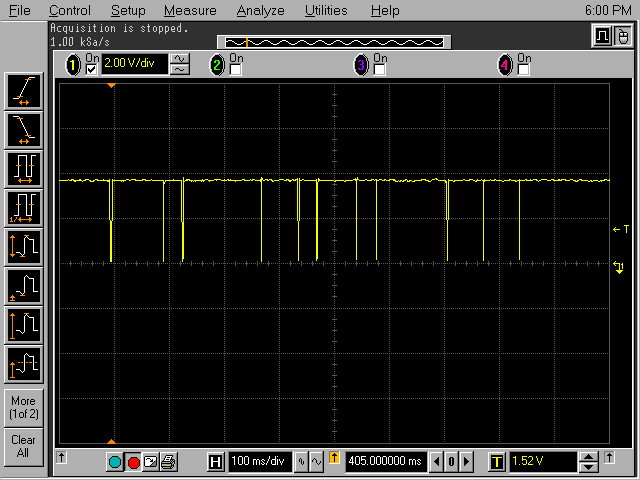 File Control Setup Measure Analyze Utilities Help 6:00 PM
Acquisition is stopped.
1.00 kSa/s
1 On 2.00 V/div 2 On 3 On 4 On
T
1
1/
More
(1of 2)
Clear
All
H 100 ms/div 405.000000 ms 0 T 1.52 V